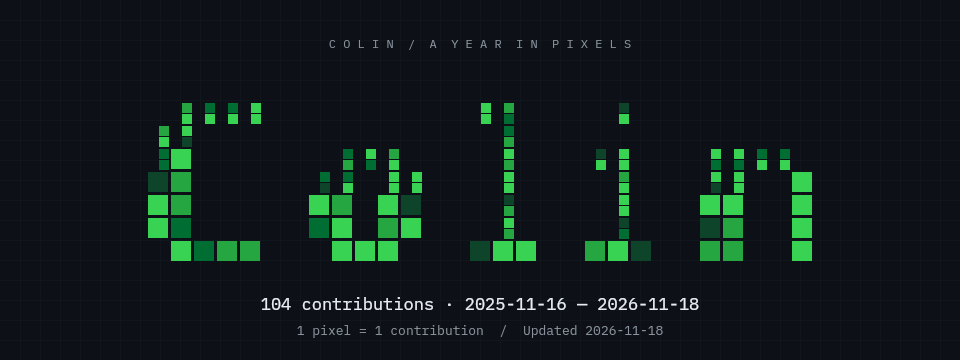 COLIN / A YEAR IN PIXELS
Colin
104 contributions · 2025-11-16 — 2026-11-18
1 pixel = 1 contribution / Updated 2026-11-18